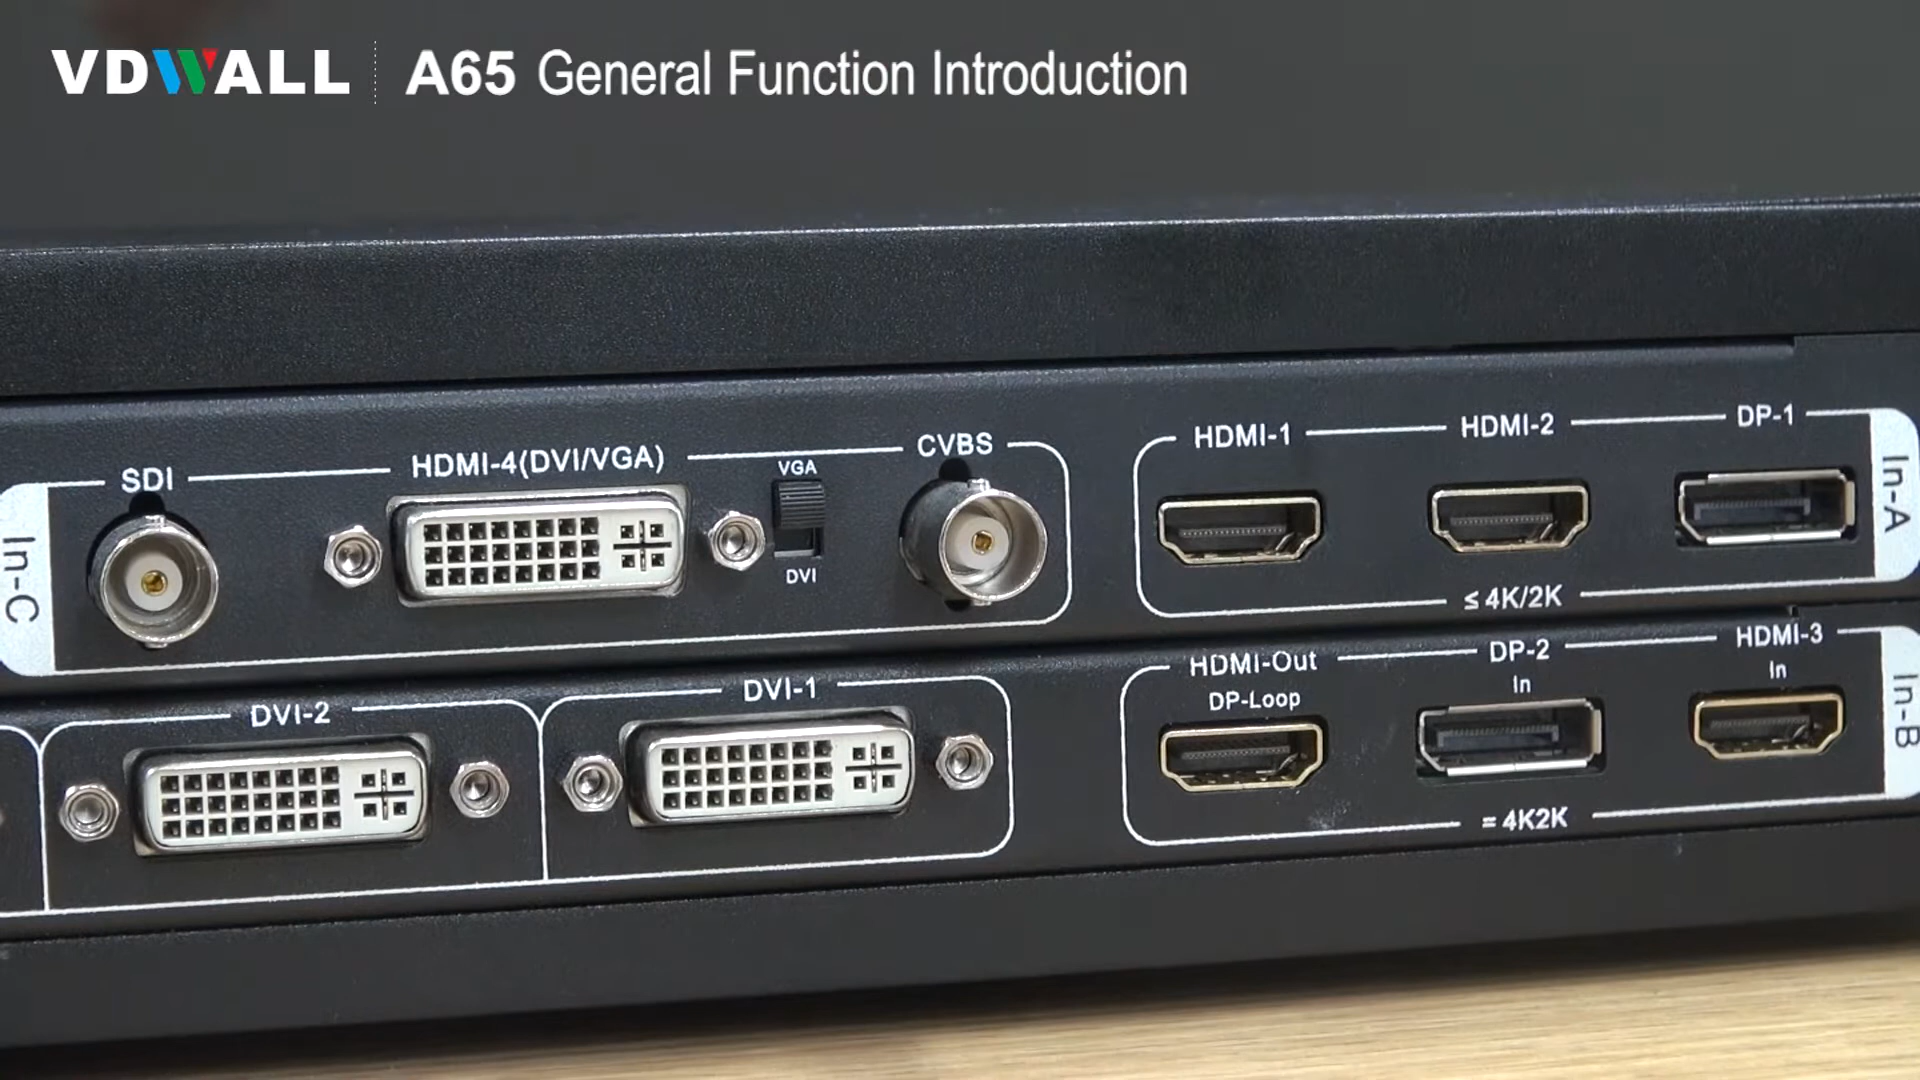 VDWALL A65 General Function Introduction
In-C
SDI
HDMI-4(DVI/VGA)
VGA
DVI
CVBS
HDMI-1
HDMI-2
DP-1
≤4K/2K
In-A
DVI-2
DVI-1
HDMI-Out
DP-Loop
DP-2
In
HDMI-3
In
=4K2K
In-B